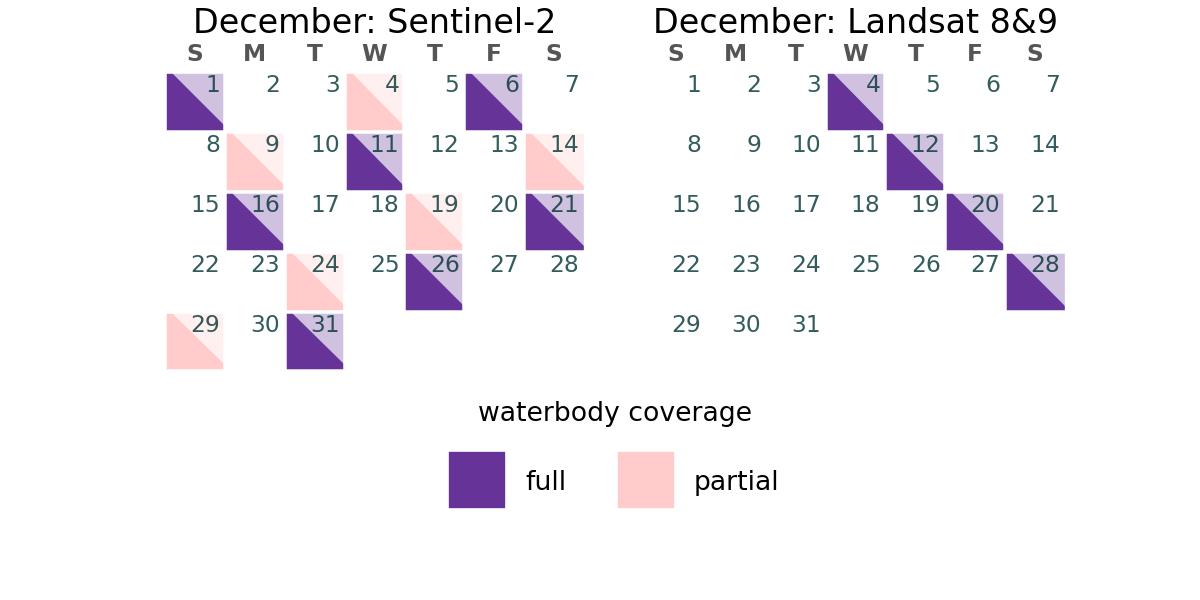 December: Sentinel-2
S M T W T F S
1 2 3 4 5 6 7
8 9 10 11 12 13 14
15 16 17 18 19 20 21
22 23 24 25 26 27 28
29 30 31
December: Landsat 8&9
S M T W T F S
1 2 3 4 5 6 7
8 9 10 11 12 13 14
15 16 17 18 19 20 21
22 23 24 25 26 27 28
29 30 31
waterbody coverage
full
partial